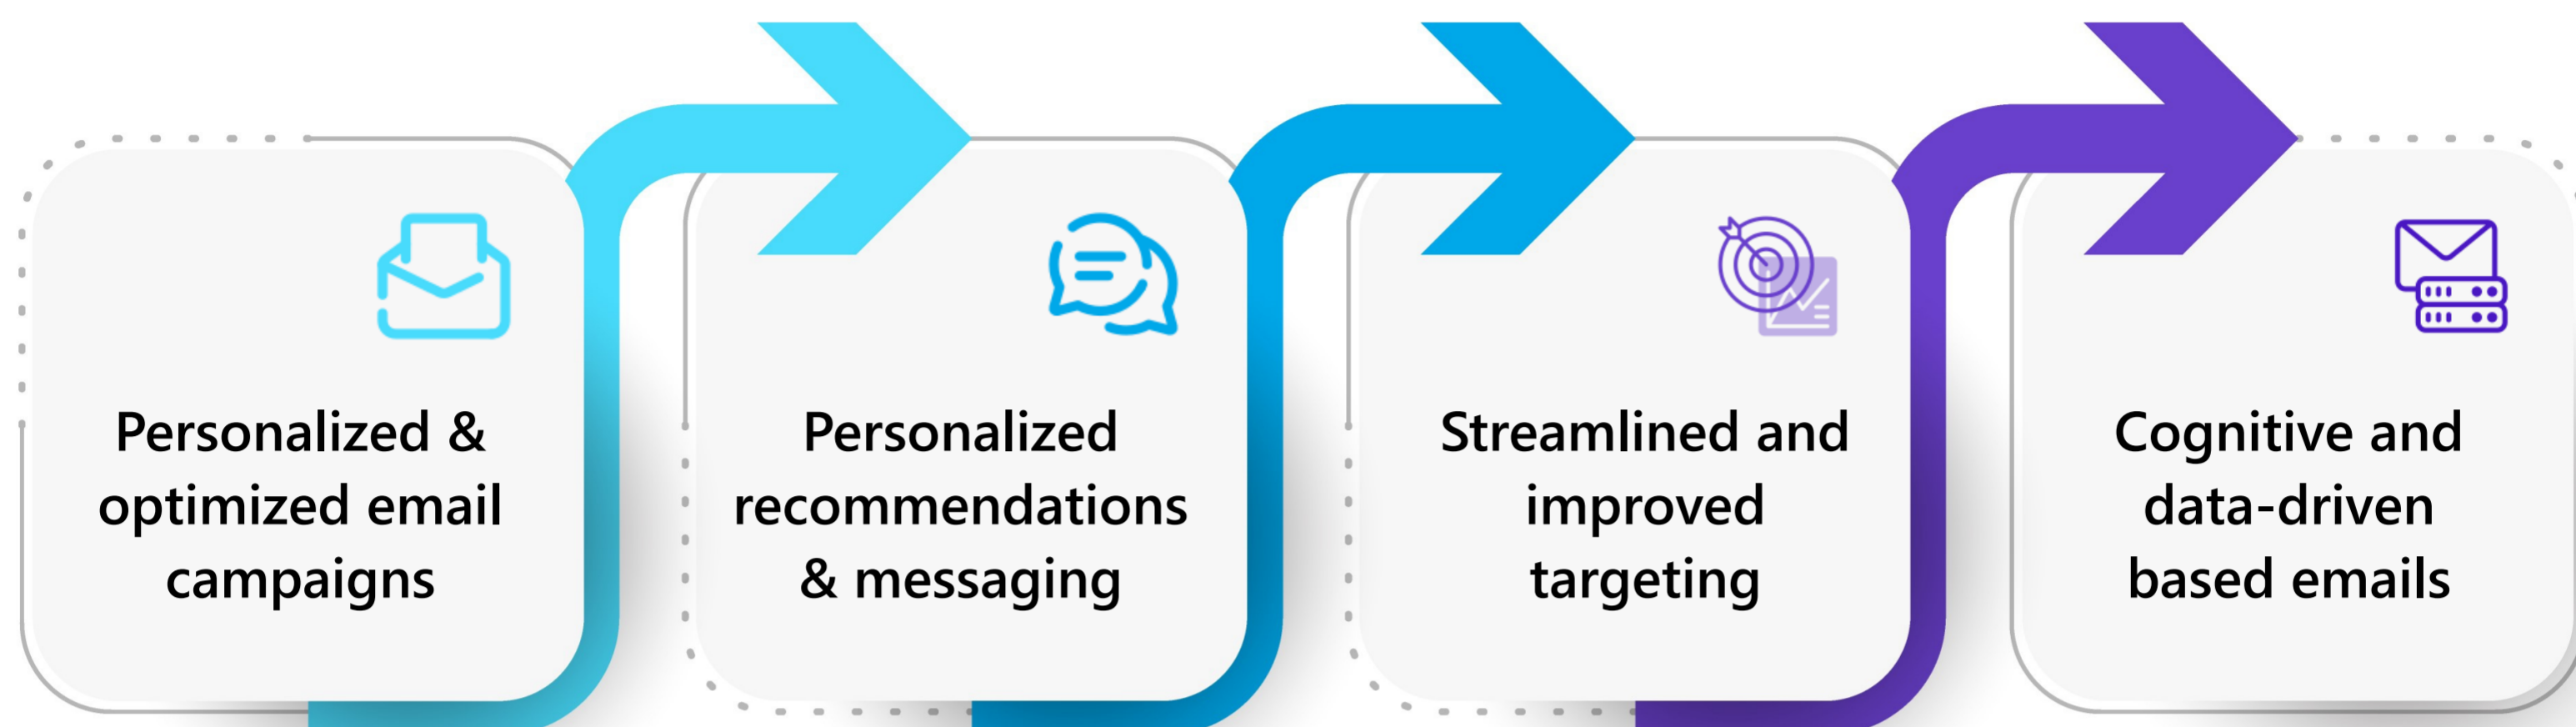 Personalized &
optimized email
campaigns
Personalized
recommendations
& messaging
Streamlined and
improved
targeting
Cognitive and
data-driven
based emails